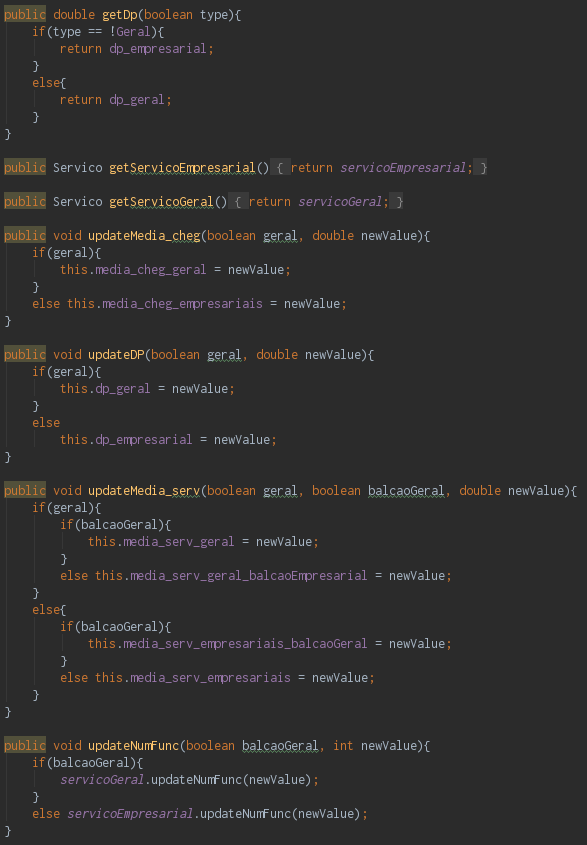 public double getDp(boolean type){
if(type == !Geral){
return dp_empresarial;
}
else{
return dp_geral;
}
}
public Servico getServicoEmpresarial() { return servicoEmpresarial; }
public Servico getServicoGeral() { return servicoGeral; }
public void updateMedia_cheg(boolean geral, double newValue){
if(geral){
this.media_cheg_geral = newValue;
}
else this.media_cheg_empresariais = newValue;
}
public void updateDP(boolean geral, double newValue){
if(geral){
this.dp_geral = newValue;
}
else
this.dp_empresarial = newValue;
}
public void updateMedia_serv(boolean geral, boolean balcaoGeral, double newValue){
if(geral){
if(balcaoGeral){
this.media_serv_geral = newValue;
}
else this.media_serv_geral_balcaoEmpresarial = newValue;
}
else{
if(balcaoGeral){
this.media_serv_empresariais_balcaoGeral = newValue;
}
else this.media_serv_empresariais = newValue;
}
}
public void updateNumFunc(boolean balcaoGeral, int newValue){
if(balcaoGeral){
servicoGeral.updateNumFunc(newValue);
}
else servicoEmpresarial.updateNumFunc(newValue);
}